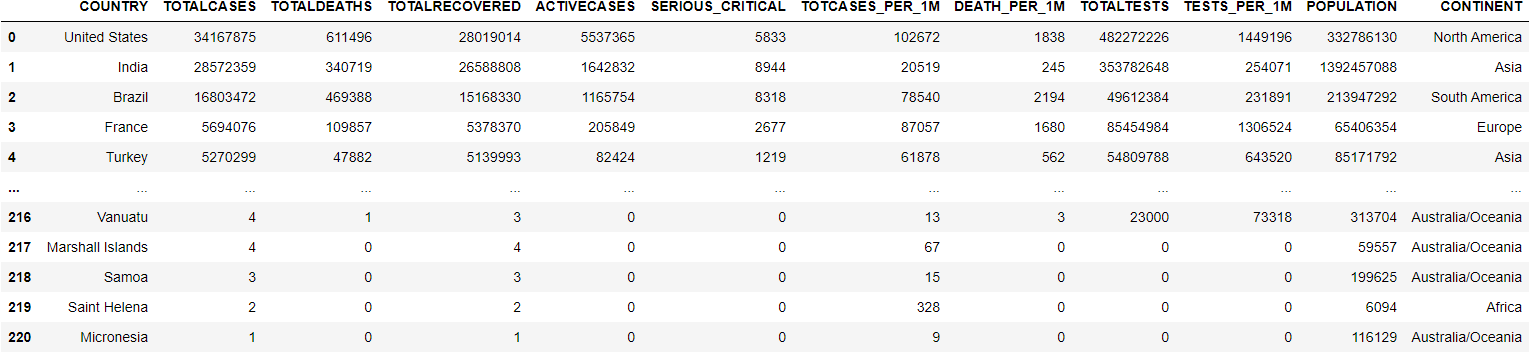 COUNTRY TOTALCASES TOTALDEATHS TOTALRECOVERED ACTIVECASES SERIOUS_CRITICAL TOTCASES_PER_1M DEATH_PER_1M TOTALTESTS TESTS_PER_1M POPULATION CONTINENT
0 United States 34167875 611496 28019014 5537365 5833 102672 1838 482272226 1449196 332786130 North America
1 India 28572359 340719 26588808 1642832 8944 20519 245 353782648 254071 1392457088 Asia
2 Brazil 16803472 469388 15168330 1165754 8318 78540 2194 49612384 231891 213947292 South America
3 France 5694076 109857 5378370 205849 2677 87057 1680 85454984 1306524 65406354 Europe
4 Turkey 5270299 47882 5139993 82424 1219 61878 562 54809788 643520 85171792 Asia
... ... ... ... ... ... ... ... ... ... ... ... ...
216 Vanuatu 4 1 3 0 0 13 3 23000 73318 313704 Australia/Oceania
217 Marshall Islands 4 0 4 0 0 67 0 0 0 59557 Australia/Oceania
218 Samoa 3 0 3 0 0 15 0 0 0 199625 Australia/Oceania
219 Saint Helena 2 0 2 0 0 328 0 0 0 6094 Africa
220 Micronesia 1 0 1 0 0 9 0 0 0 116129 Australia/Oceania